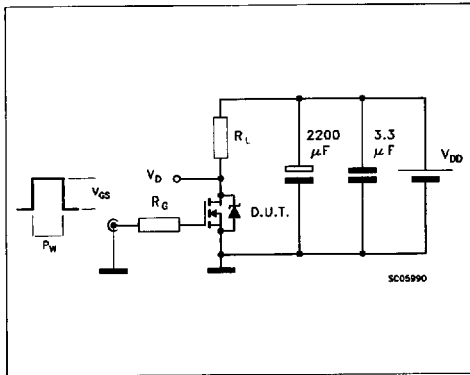 R_L
2200 μF
3.3 μF
V_DD
V_D
V_GS
R_G
D.U.T.
P_W
SC05990